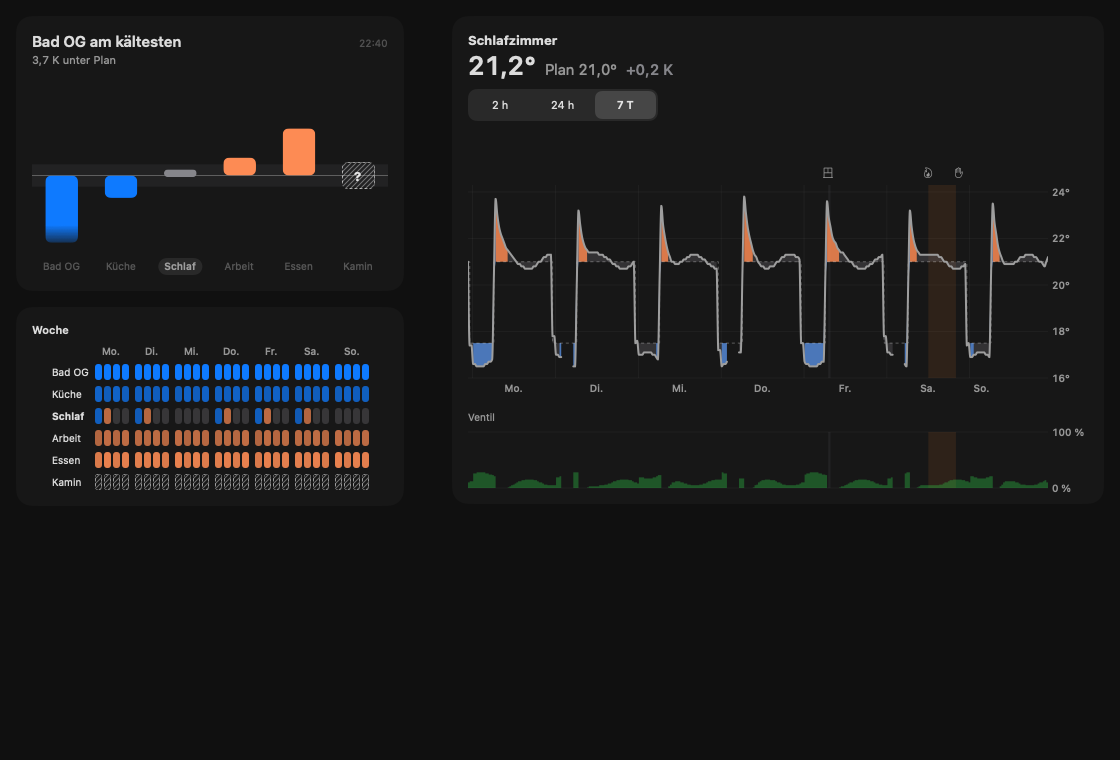 Bad OG am kältesten
22:40
3,7 K unter Plan
?
Bad OG Küche Schlaf Arbeit Essen Kamin
Woche
Mo. Di. Mi. Do. Fr. Sa. So.
Bad OG
Küche
Schlaf
Arbeit
Essen
Kamin
Schlafzimmer
21,2° Plan 21,0° +0,2 K
2 h 24 h 7 T
24°
22°
20°
18°
16°
Mo. Di. Mi. Do. Fr. Sa. So.
Ventil
100 %
0 %